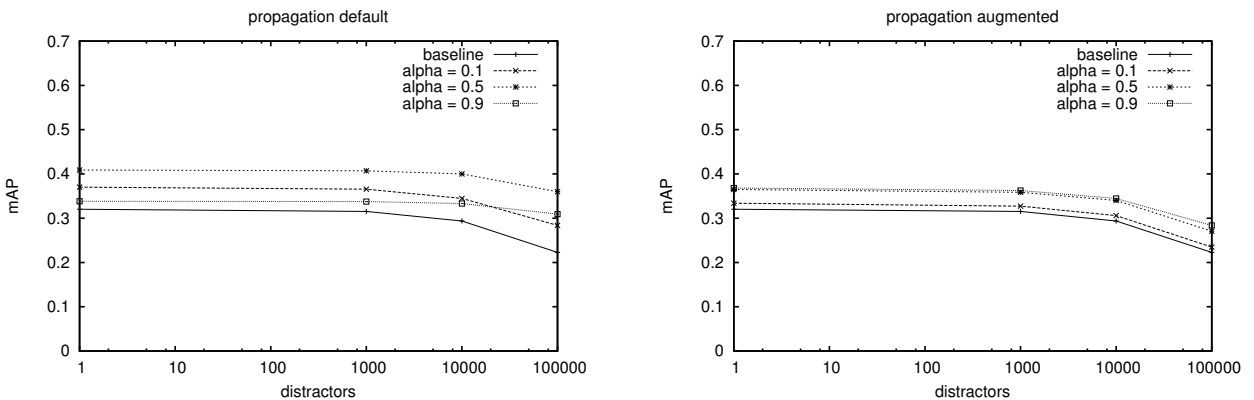 propagation default
0.7
0.6
0.5
0.4
0.3
0.2
0.1
0
mAP
1 10 100 1000 10000 100000
distractors
baseline
alpha = 0.1
alpha = 0.5
alpha = 0.9
propagation augmented
0.7
0.6
0.5
0.4
0.3
0.2
0.1
0
mAP
1 10 100 1000 10000 100000
distractors
baseline
alpha = 0.1
alpha = 0.5
alpha = 0.9